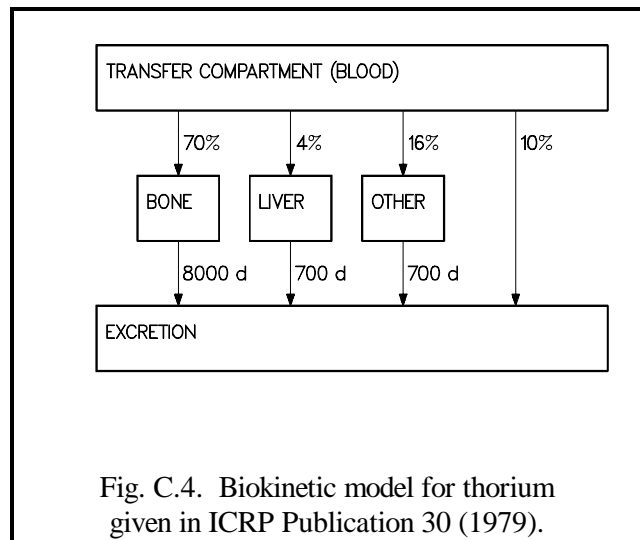 TRANSFER COMPARTMENT (BLOOD)
70% 4% 16% 10%
BONE LIVER OTHER
8000 d 700 d 700 d
EXCRETION
Fig. C.4. Biokinetic model for thorium
given in ICRP Publication 30 (1979).